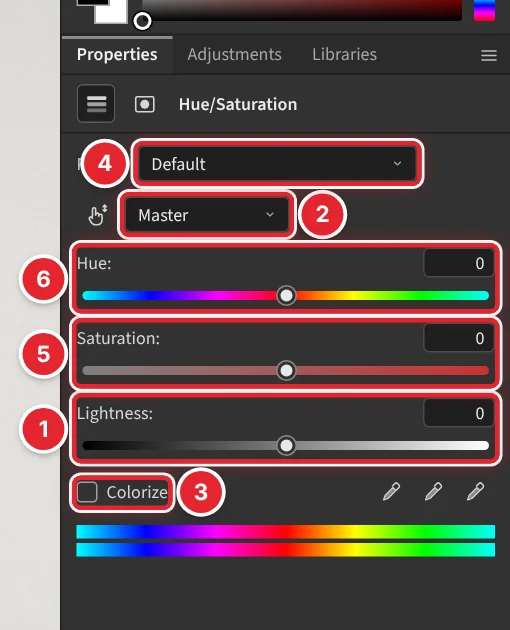 Properties Adjustments Libraries
Hue/Saturation
4 Default
Master 2
Hue: 0
6
Saturation: 0
5
Lightness: 0
1
Colorize 3